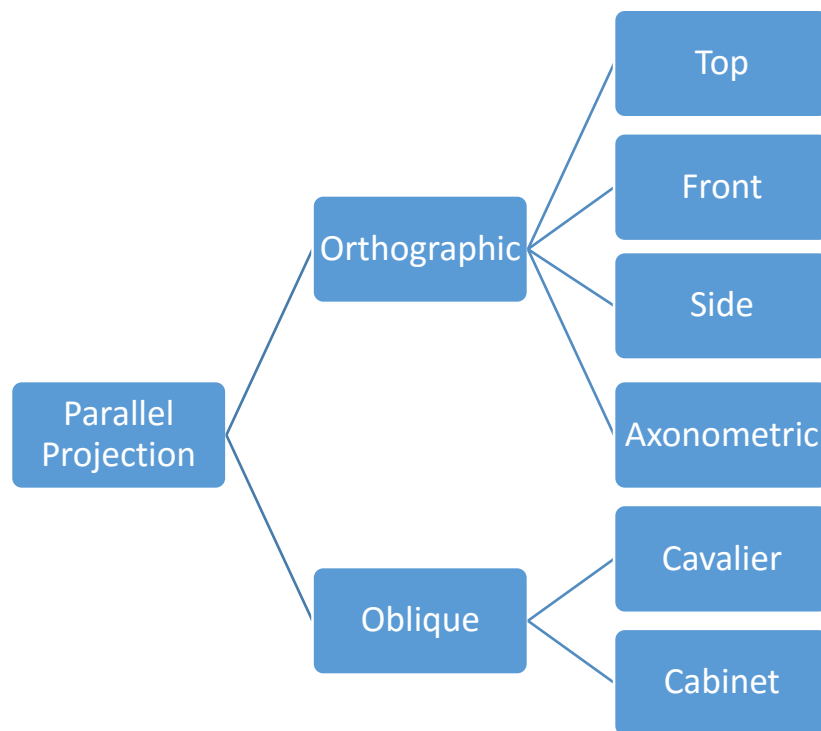 Top
Front
Orthographic
Side
Parallel
Projection
Axonometric
Cavalier
Oblique
Cabinet